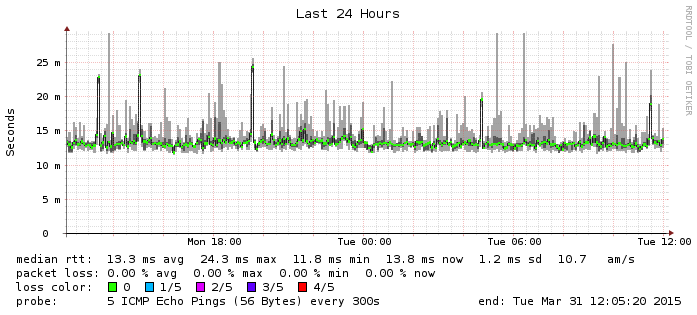 Last 24 Hours
RRDTOOL / TOBI OETIKER
Seconds
25 m
20 m
15 m
10 m
5 m
0
Mon 18:00 Tue 00:00 Tue 06:00 Tue 12:00
median rtt: 13.3 ms avg 24.3 ms max 11.8 ms min 13.8 ms now 1.2 ms sd 10.7 am/s
packet loss: 0.00 % avg 0.00 % max 0.00 % min 0.00 % now
loss color: 0 1/5 2/5 3/5 4/5
probe: 5 ICMP Echo Pings (56 Bytes) every 300s end: Tue Mar 31 12:05:20 2015